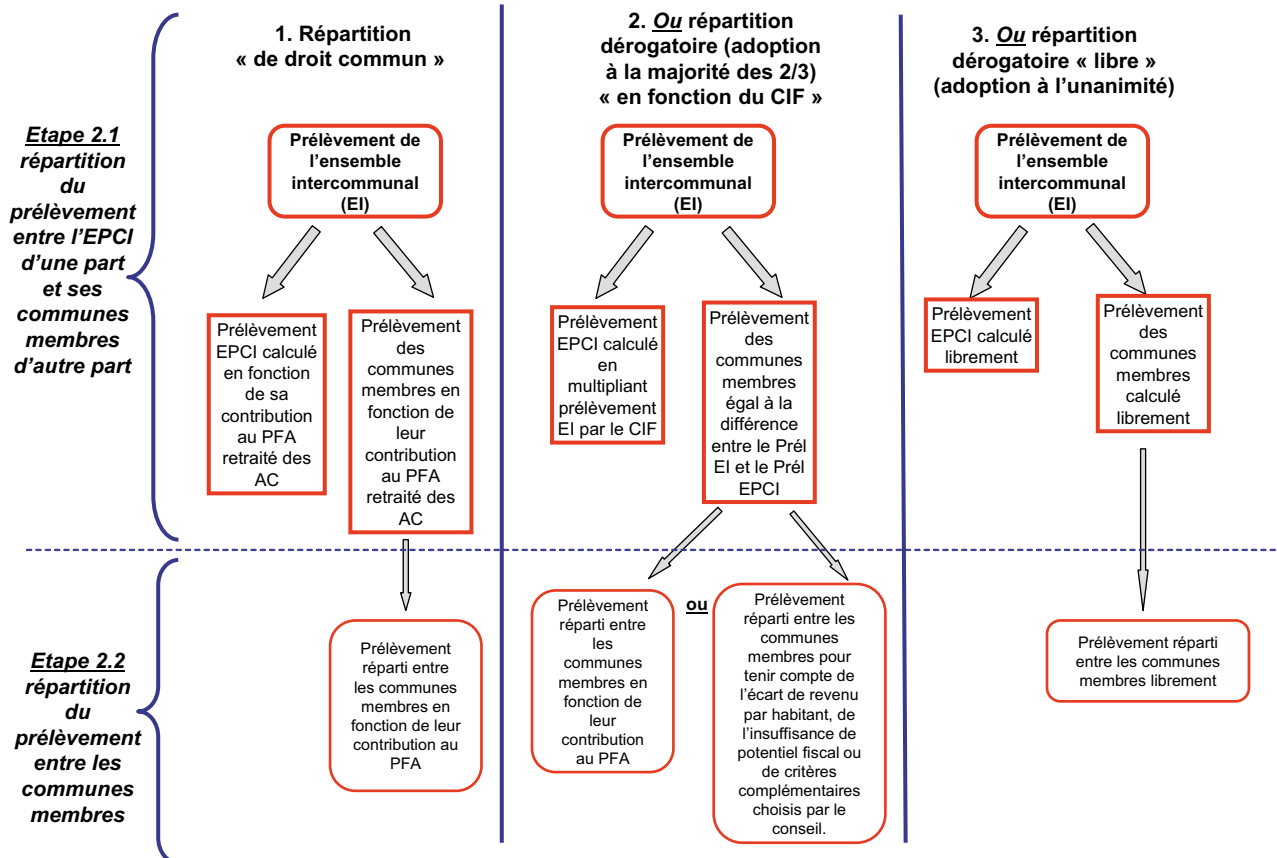 1. Répartition
« de droit commun »
2. Ou répartition
dérogatoire (adoption
à la majorité des 2/3)
« en fonction du CIF »
3. Ou répartition
dérogatoire « libre »
(adoption à l'unanimité)
Etape 2.1
répartition
du
prélèvement
entre l'EPCI
d'une part
et ses
communes
membres
d'autre part
Prélèvement de
l'ensemble
intercommunal
(EI)
Prélèvement
EPCI calculé
en fonction
de sa
contribution
au PFA
retraité des
AC
Prélèvement
des
communes
membres en
fonction de
leur
contribution
au PFA
retraité des
AC
Prélèvement de
l'ensemble
intercommunal
(EI)
Prélèvement
EPCI calculé
en
multipliant
prélèvement
EI par le CIF
Prélèvement
des
communes
membres
égal à la
différence
entre le Prél
EI et le Prél
EPCI
Prélèvement de
l'ensemble
intercommunal
(EI)
Prélèvement
EPCI calculé
librement
Prélèvement
des
communes
membres
calculé
librement
Etape 2.2
répartition
du
prélèvement
entre les
communes
membres
Prélèvement
réparti entre
les communes
membres en
fonction de leur
contribution au
PFA
Prélèvement
réparti entre
les
communes
membres en
fonction de
leur
contribution
au PFA
ou
Prélèvement
réparti entre les
communes
membres pour
tenir compte de
l'écart de revenu
par habitant, de
l'insuffisance de
potentiel fiscal ou
de critères
complémentaires
choisis par le
conseil.
Prélèvement réparti
entre les communes
membres librement